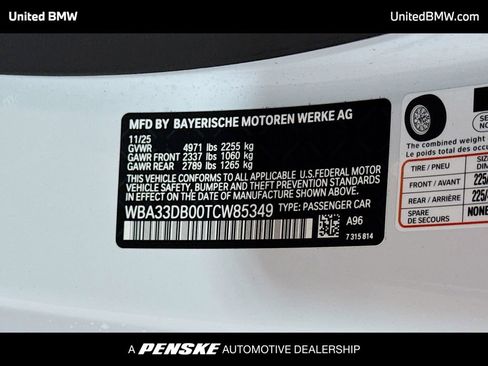 United BMW
UnitedBMW.com
MFD BY BAYERISCHE MOTOREN WERKE AG
11/25
GVWR 4971 lbs 2255 kg
GAWR FRONT 2337 lbs 1060 kg
GAWR REAR 2789 lbs 1265 kg
THIS VEHICLE CONFORMS TO ALL APPLICABLE U.S.FEDERAL MOTOR
VEHICLE SAFETY, BUMPER, AND THEFT PREVENTION STANDARDS
IN EFFECT ON THE DATE OF MANUFACTURE SHOWN ABOVE.
WBA33DB00TCW85349 TYPE: PASSENGER CAR
A96
7 315 814
The combined weight
TIRE / PNEU
FRONT / AVANT
REAR / ARRIÈRE
225/
SPARE
DE SECOURS
NONE
A PENSKE AUTOMOTIVE DEALERSHIP